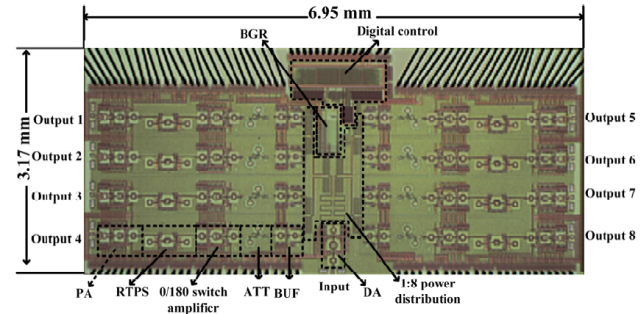 6.95 mm
BGR
Digital control
3.17 mm
Output 1
Output 2
Output 3
Output 4
Output 5
Output 6
Output 7
Output 8
PA
RTPS
0/180 switch
amplifier
ATT
BUF
Input
DA
1:8 power
distribution